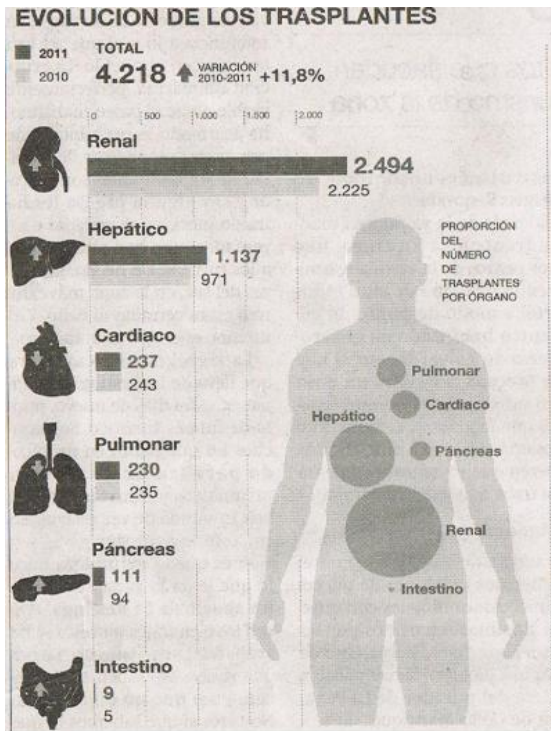 EVOLUCION DE LOS TRASPLANTES
2011
2010
TOTAL
4.218
VARIACIÓN
2010-2011
+11,8%
0
500
1.000
1.500
2.000
Renal
2.494
2.225
Hepático
1.137
971
Cardiaco
237
243
Pulmonar
230
235
Páncreas
111
94
Intestino
9
5
PROPORCIÓN
DEL
NÚMERO
DE
TRASPLANTES
POR ÓRGANO
Pulmonar
Cardiaco
Hepático
Páncreas
Renal
Intestino